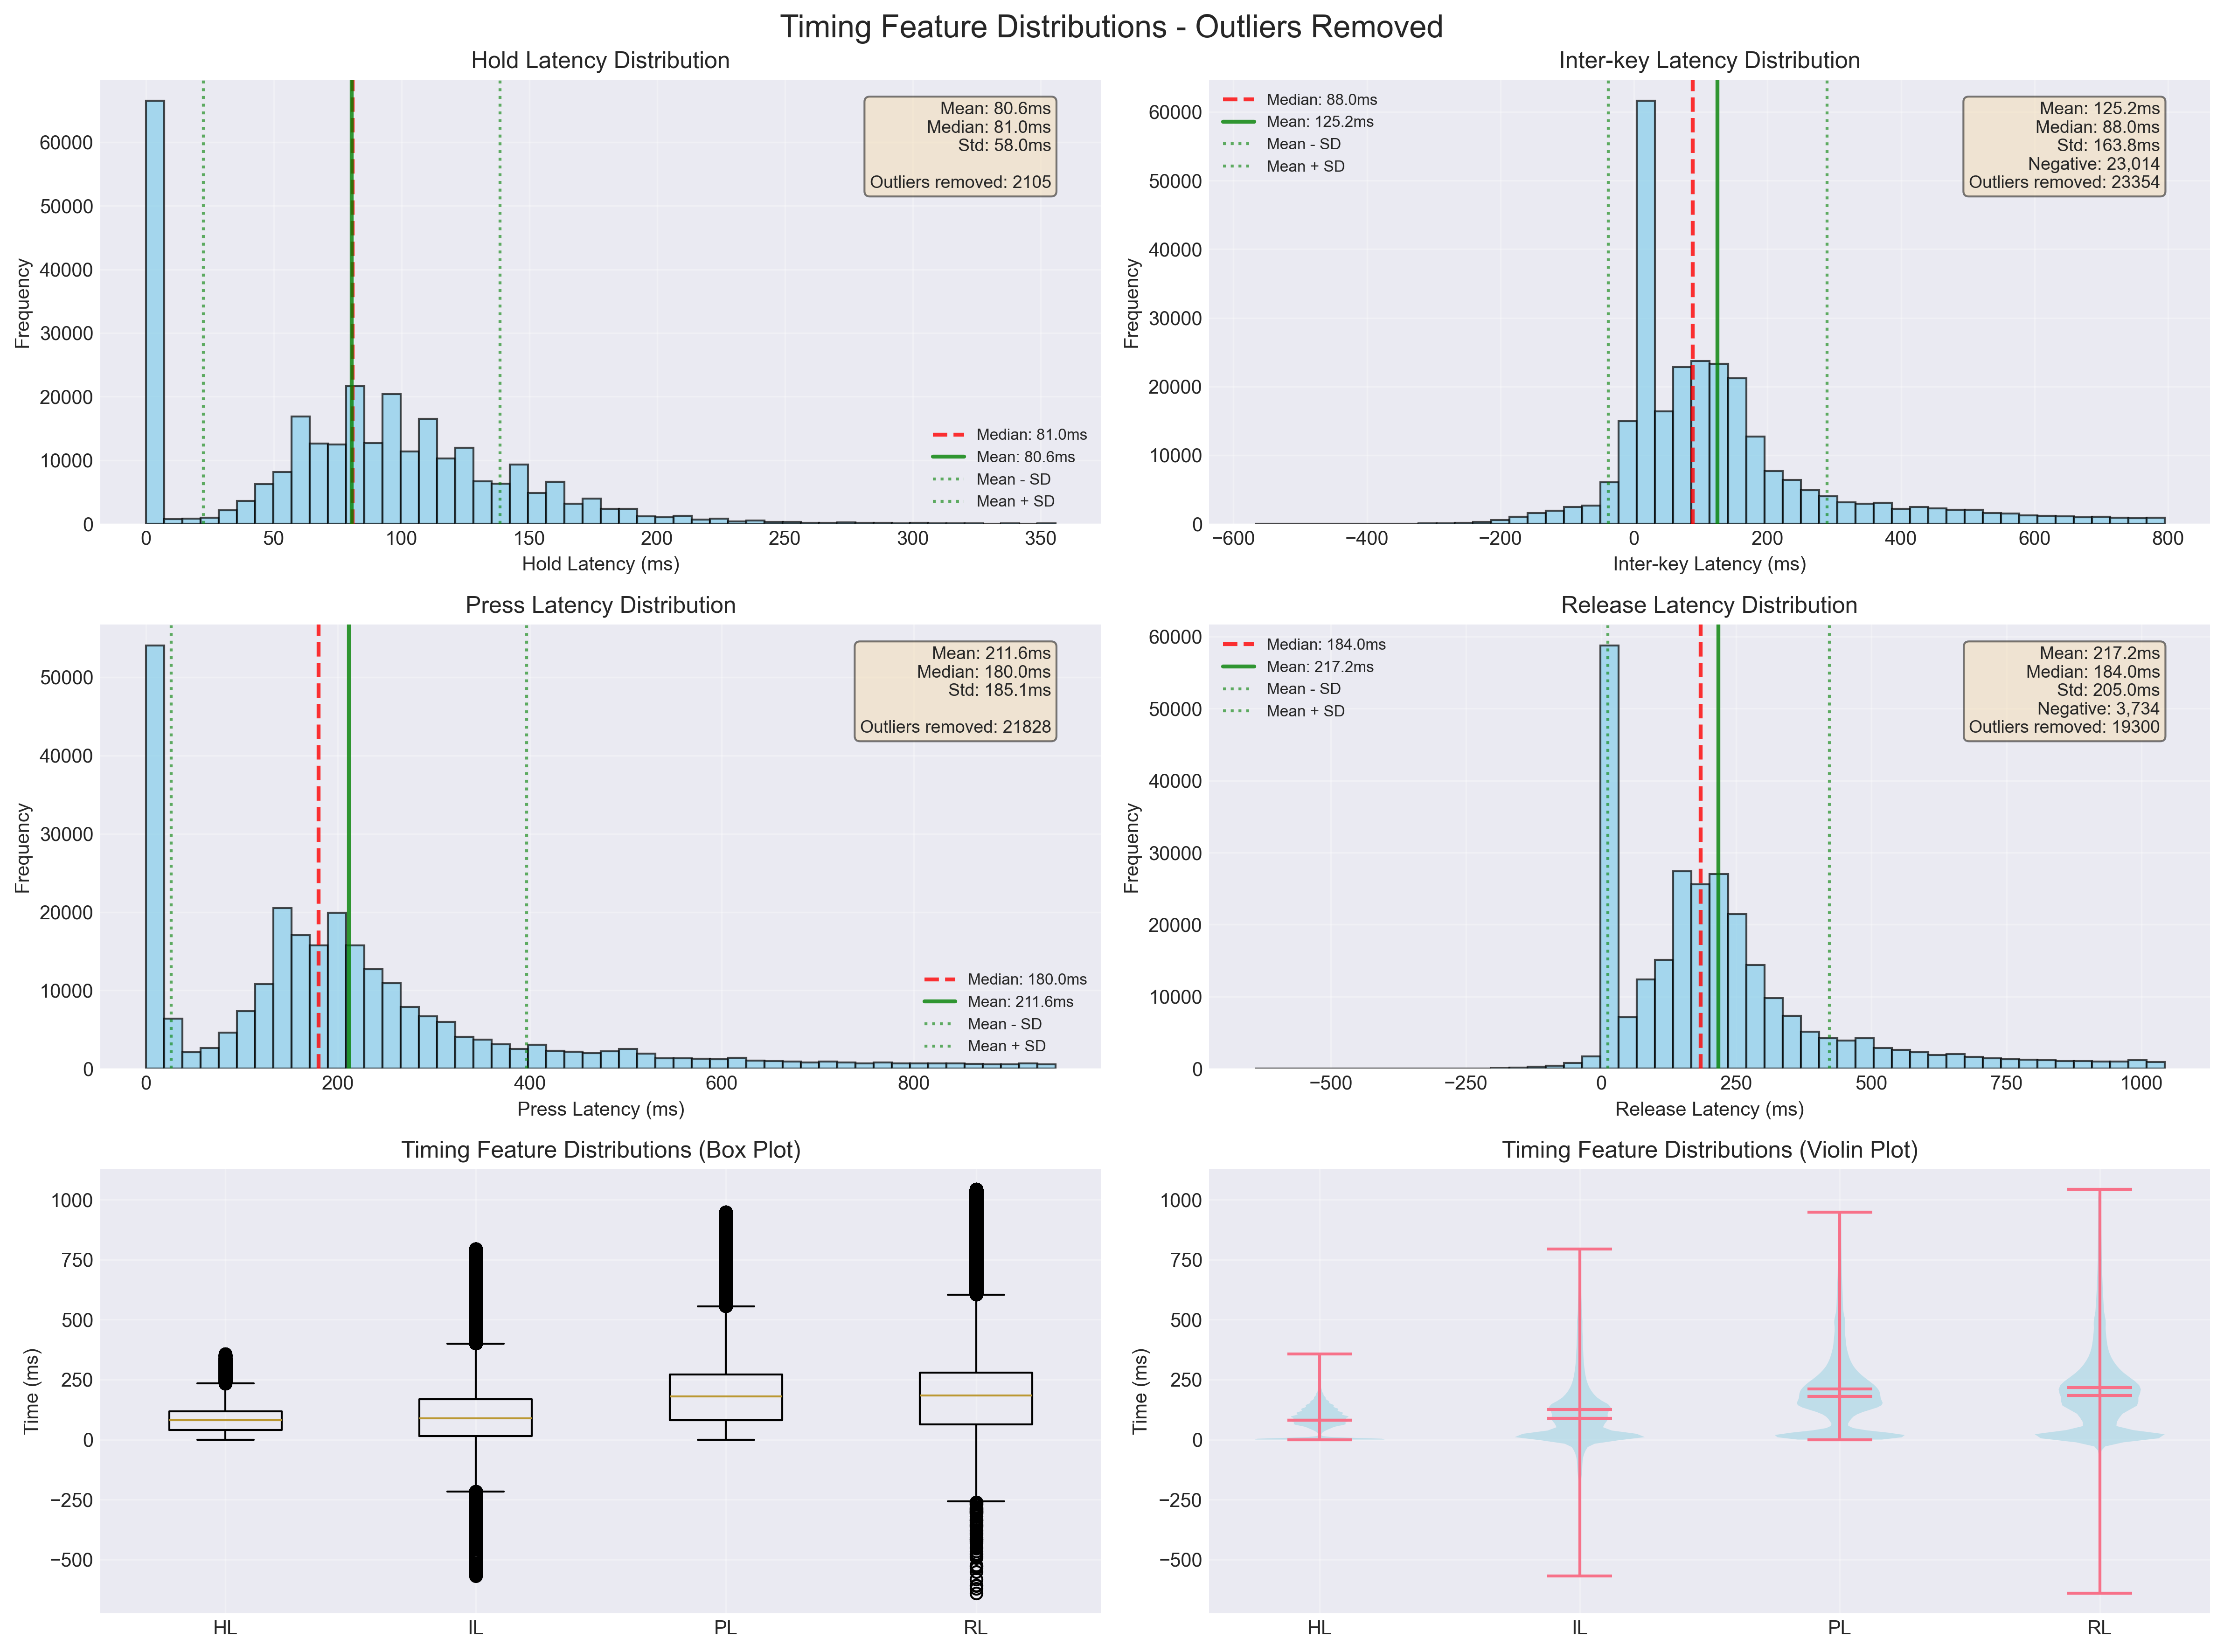 Timing Feature Distributions - Outliers Removed
Hold Latency Distribution
Frequency
60000
50000
40000
30000
20000
10000
0
Mean: 80.6ms
Median: 81.0ms
Std: 58.0ms
Outliers removed: 2105
Median: 81.0ms
Mean: 80.6ms
Mean - SD
Mean + SD
0 50 100 150 200 250 300 350
Hold Latency (ms)
Inter-key Latency Distribution
Frequency
60000
50000
40000
30000
20000
10000
0
Median: 88.0ms
Mean: 125.2ms
Mean - SD
Mean + SD
Mean: 125.2ms
Median: 88.0ms
Std: 163.8ms
Negative: 23,014
Outliers removed: 23354
−600 −400 −200 0 200 400 600 800
Inter-key Latency (ms)
Press Latency Distribution
Frequency
50000
40000
30000
20000
10000
0
Mean: 211.6ms
Median: 180.0ms
Std: 185.1ms
Outliers removed: 21828
Median: 180.0ms
Mean: 211.6ms
Mean - SD
Mean + SD
0 200 400 600 800
Press Latency (ms)
Release Latency Distribution
Frequency
60000
50000
40000
30000
20000
10000
0
Median: 184.0ms
Mean: 217.2ms
Mean - SD
Mean + SD
Mean: 217.2ms
Median: 184.0ms
Std: 205.0ms
Negative: 3,734
Outliers removed: 19300
−500 −250 0 250 500 750 1000
Release Latency (ms)
Timing Feature Distributions (Box Plot)
Time (ms)
1000
750
500
250
0
−250
−500
HL IL PL RL
Timing Feature Distributions (Violin Plot)
Time (ms)
1000
750
500
250
0
−250
−500
HL IL PL RL